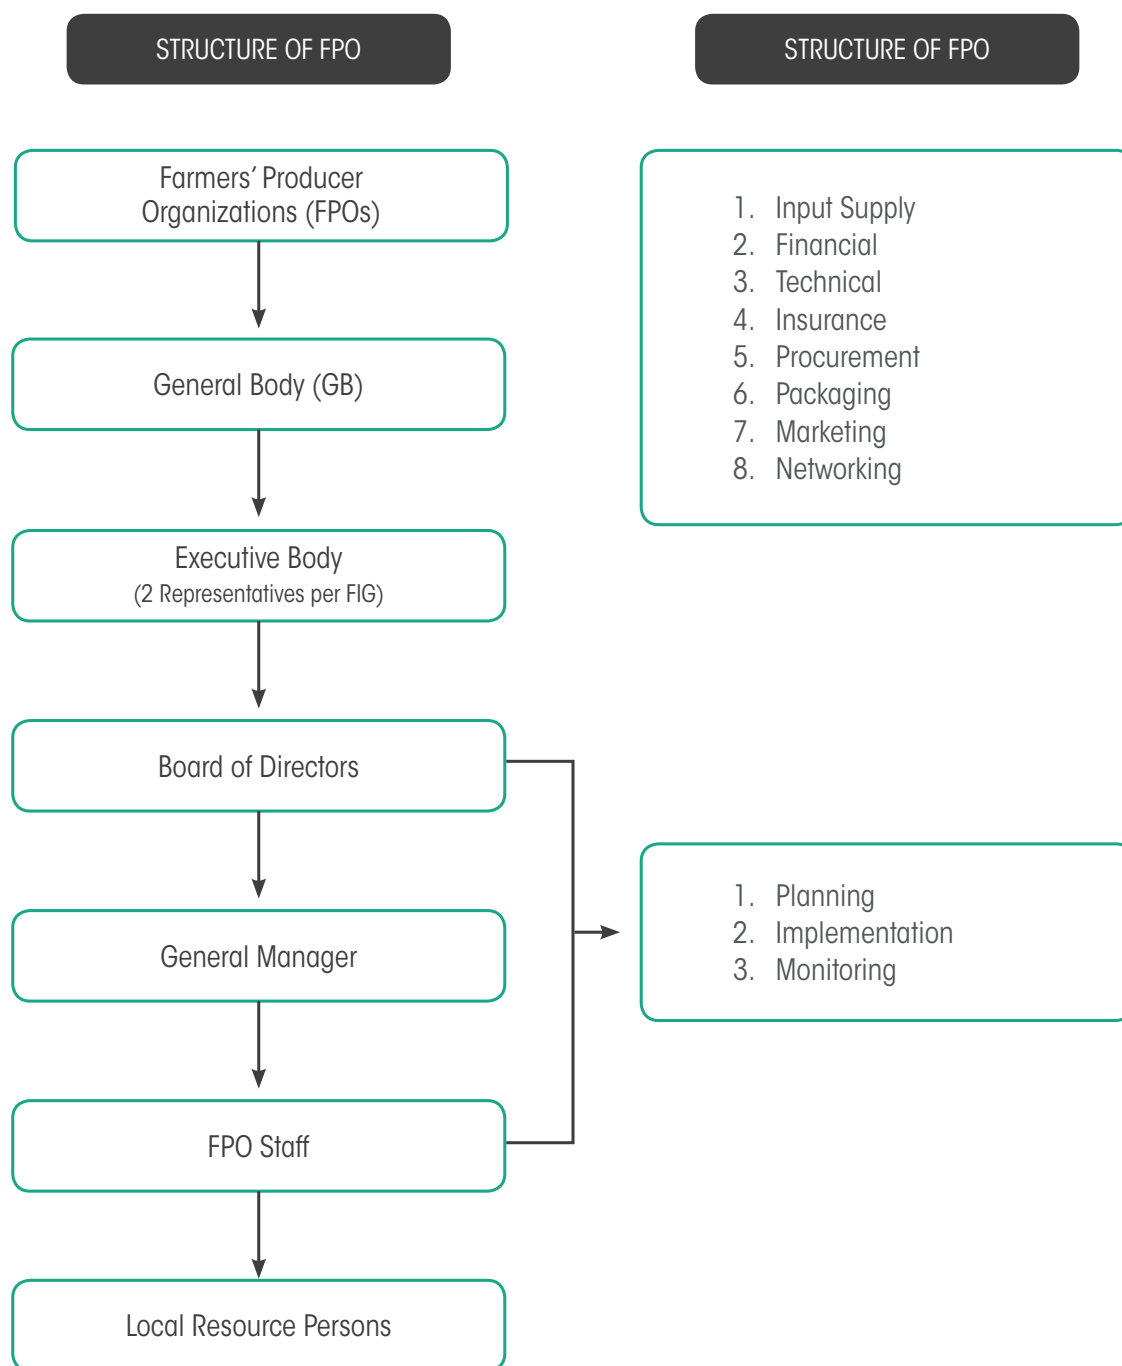 STRUCTURE OF FPO
Farmers’ Producer
Organizations (FPOs)
General Body (GB)
Executive Body
(2 Representatives per FIG)
Board of Directors
General Manager
FPO Staff
Local Resource Persons
STRUCTURE OF FPO
1. Input Supply
2. Financial
3. Technical
4. Insurance
5. Procurement
6. Packaging
7. Marketing
8. Networking
1. Planning
2. Implementation
3. Monitoring